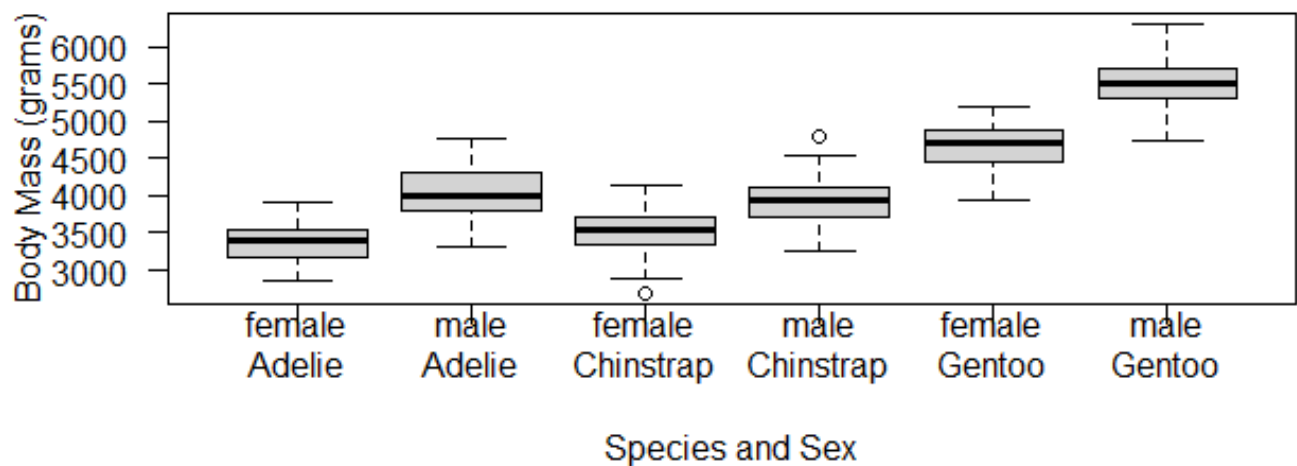 Body Mass (grams)
6000
5500
5000
4500
4000
3500
3000
female male female male female male
Adelie Adelie Chinstrap Chinstrap Gentoo Gentoo
Species and Sex